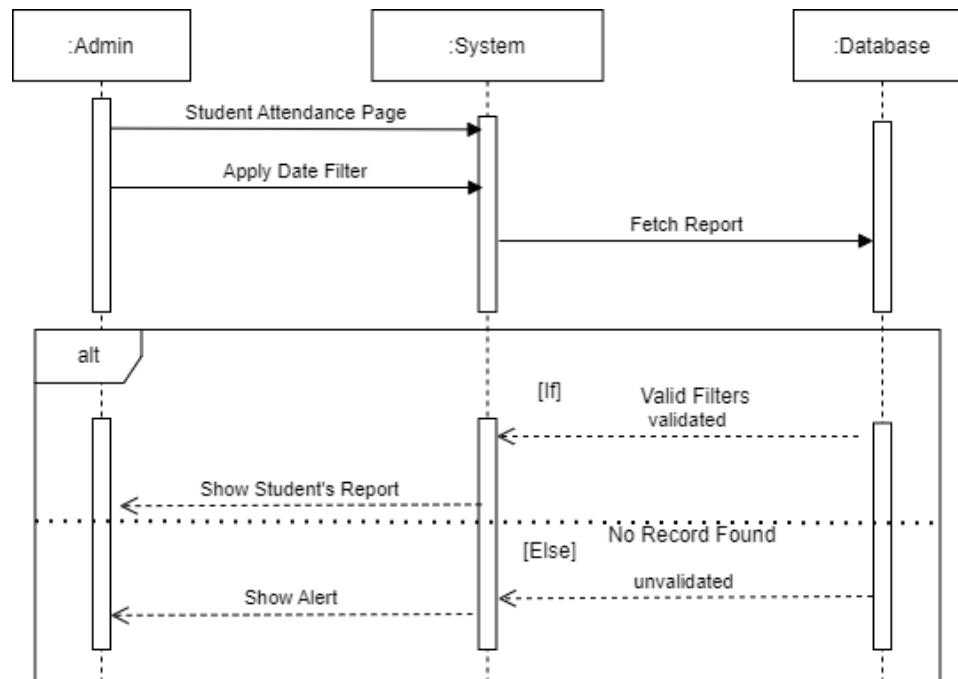 :Admin
:System
:Database
Student Attendance Page
Apply Date Filter
Fetch Report
alt
[If]
Valid Filters
validated
Show Student's Report
No Record Found
[Else]
unvalidated
Show Alert